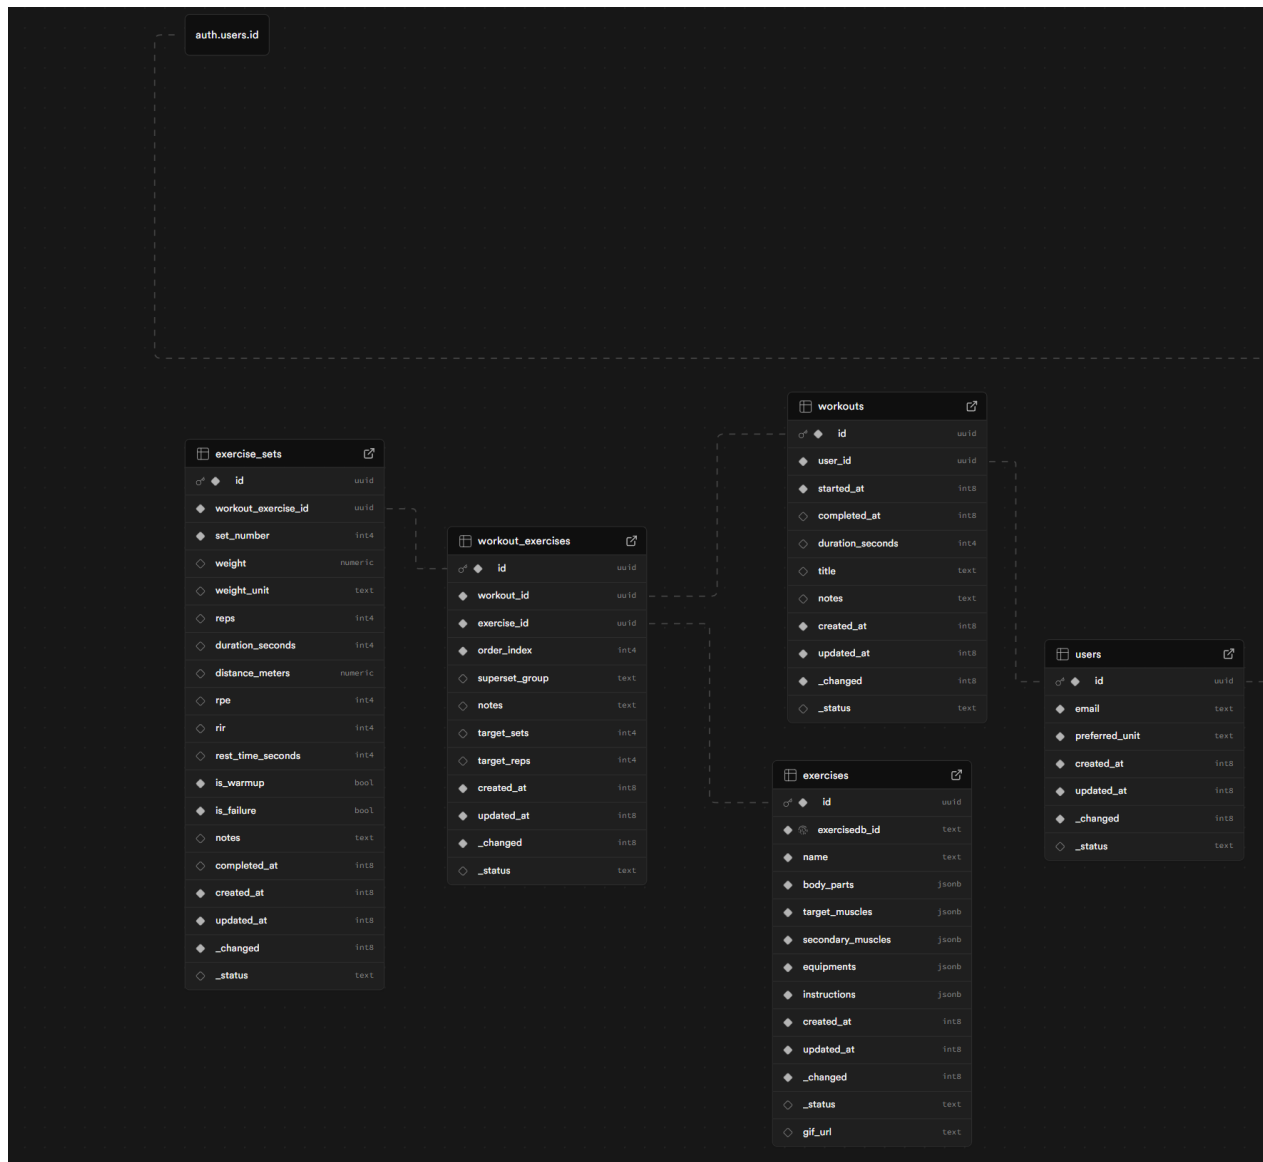 auth.users.id
exercise_sets
id uuid
workout_exercise_id uuid
set_number int4
weight numeric
weight_unit text
reps int4
duration_seconds int4
distance_meters numeric
rpe int4
rir int4
rest_time_seconds int4
is_warmup bool
is_failure bool
notes text
completed_at int8
created_at int8
updated_at int8
_changed int8
_status text
workout_exercises
id uuid
workout_id uuid
exercise_id uuid
order_index int4
superset_group text
notes text
target_sets int4
target_reps int4
created_at int8
updated_at int8
_changed int8
_status text
workouts
id uuid
user_id uuid
started_at int8
completed_at int8
duration_seconds int4
title text
notes text
created_at int8
updated_at int8
_changed int8
_status text
exercises
id uuid
exercisedb_id text
name text
body_parts jsonb
target_muscles jsonb
secondary_muscles jsonb
equipments jsonb
instructions jsonb
created_at int8
updated_at int8
_changed int8
_status text
gif_url text
users
id uuid
email text
preferred_unit text
created_at int8
updated_at int8
_changed int8
_status text